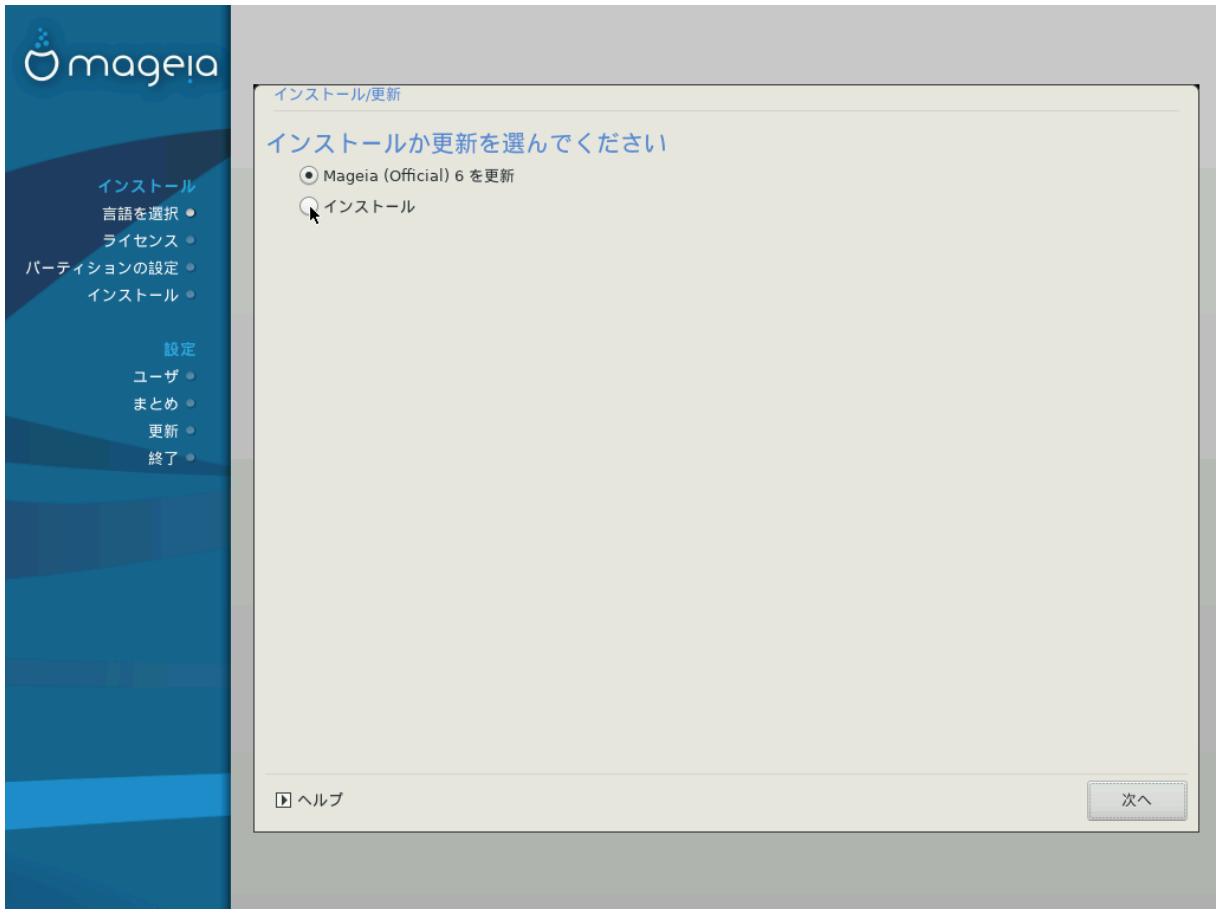 mageia
インストール
言語を選択
ライセンス
パーティションの設定
インストール
設定
ユーザ
まとめ
更新
終了
インストール/更新
インストールか更新を選んでください
Mageia (Official) 6 を更新
インストール
ヘルプ
次へ